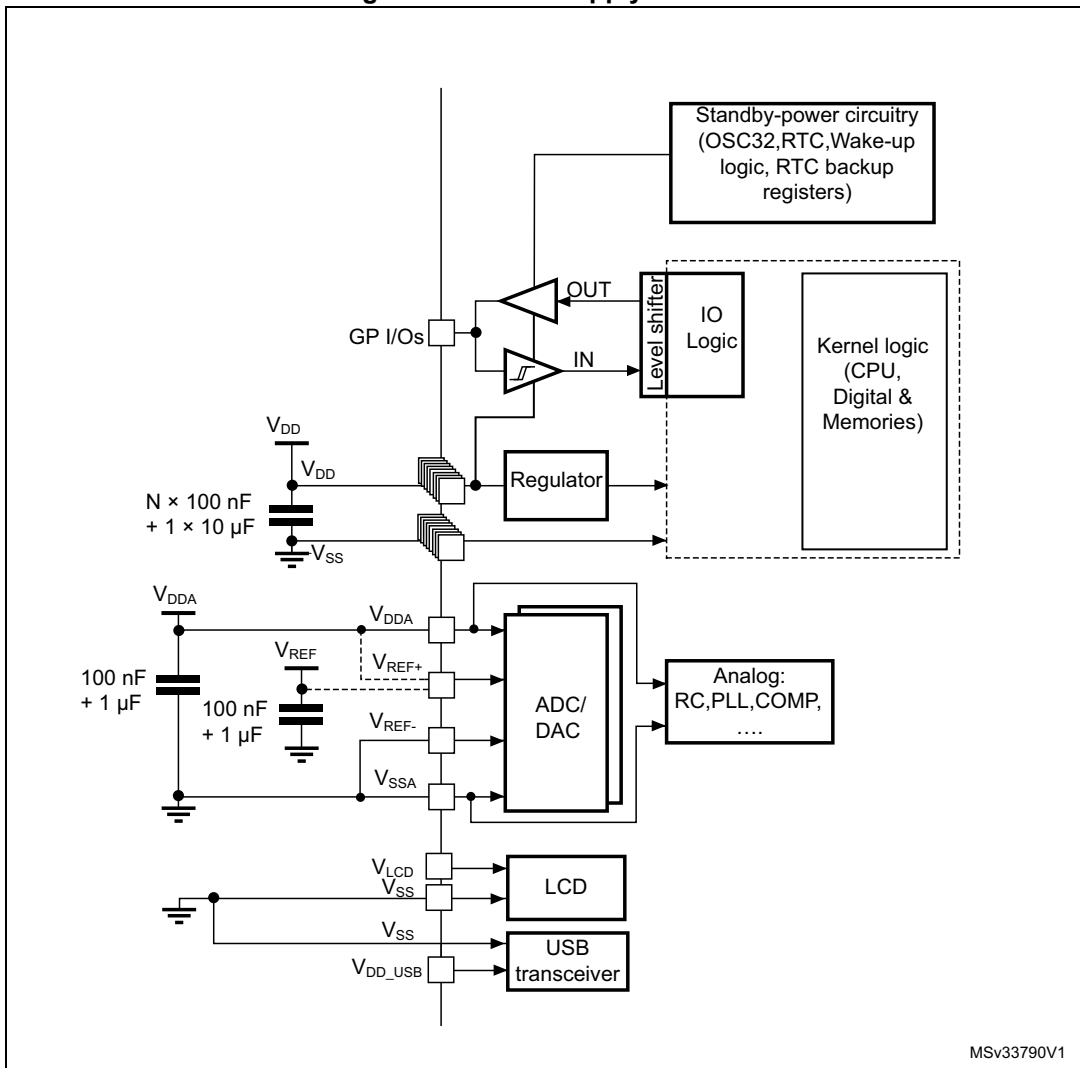 Standby-power circuitry
(OSC32,RTC,Wake-up
logic, RTC backup
registers)
OUT
Level shifter
IO
Logic
GP I/Os
IN
Kernel logic
(CPU,
Digital &
Memories)
VDD
VDD
Regulator
N × 100 nF
+ 1 × 10 µF
VSS
VDDA
VDDA
VREF
VREF+
100 nF
+ 1 µF
100 nF
+ 1 µF
VREF-
ADC/
DAC
Analog:
RC,PLL,COMP,
....
VSSA
VLCD
VSS
LCD
VSS
USB
transceiver
VDD_USB
MSv33790V1